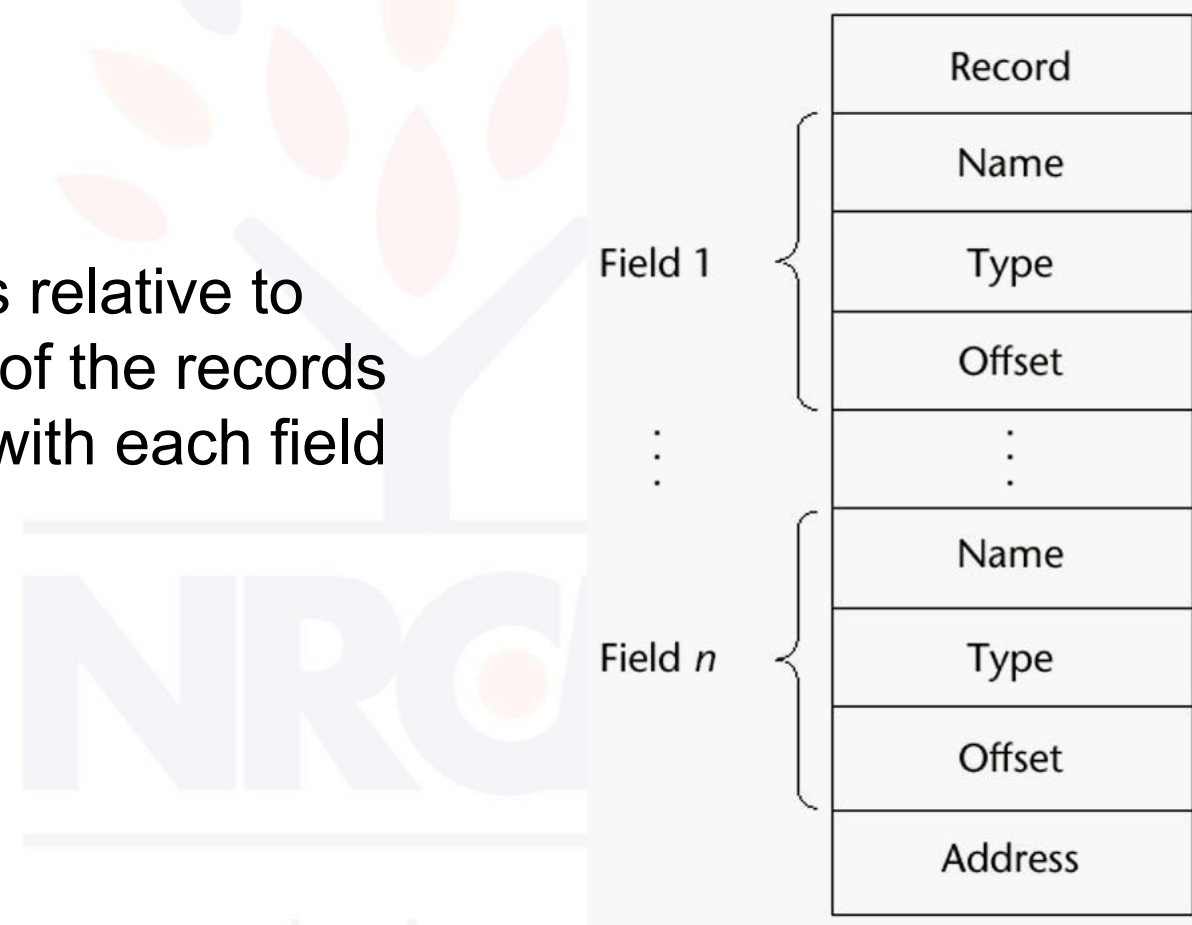 s relative to
of the records
with each field
Record
Field 1
Name
Type
Offset
⋮
⋮
Field n
Name
Type
Offset
Address
NRC